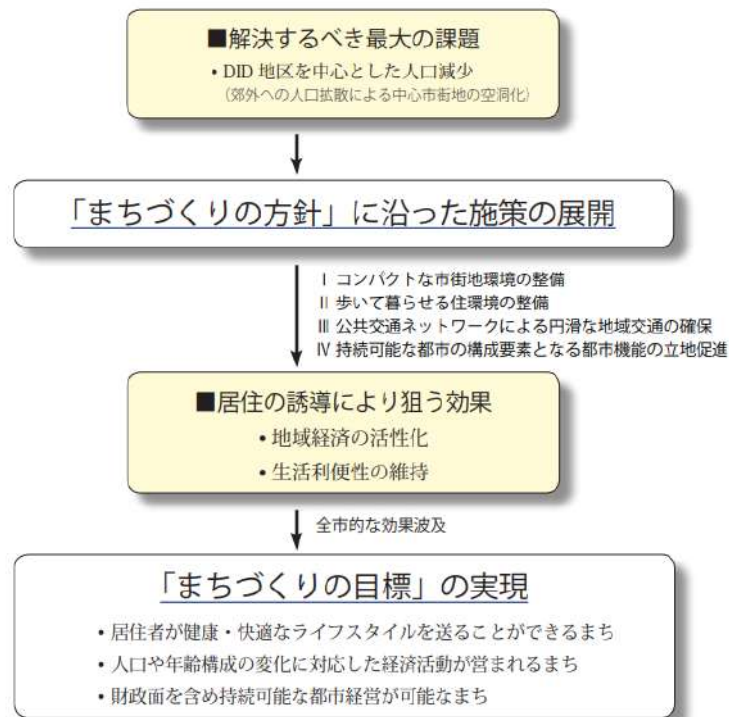 ■解決するべき最大の課題
• DID 地区を中心とした人口減少
（郊外への人口拡散による中心市街地の空洞化）
「まちづくりの方針」に沿った施策の展開
Ⅰ コンパクトな市街地環境の整備
Ⅱ 歩いて暮らせる住環境の整備
Ⅲ 公共交通ネットワークによる円滑な地域交通の確保
Ⅳ 持続可能な都市の構成要素となる都市機能の立地促進
■居住の誘導により狙う効果
• 地域経済の活性化
• 生活利便性の維持
全市的な効果波及
「まちづくりの目標」の実現
• 居住者が健康・快適なライフスタイルを送ることができるまち
• 人口や年齢構成の変化に対応した経済活動が営まれるまち
• 財政面を含め持続可能な都市経営が可能なまち